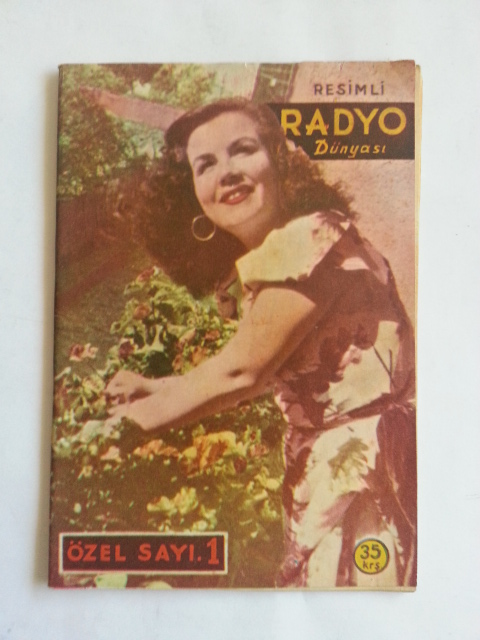 RESİMLİ
RADYO
Dünyası
ÖZEL SAYI.1
35
krş